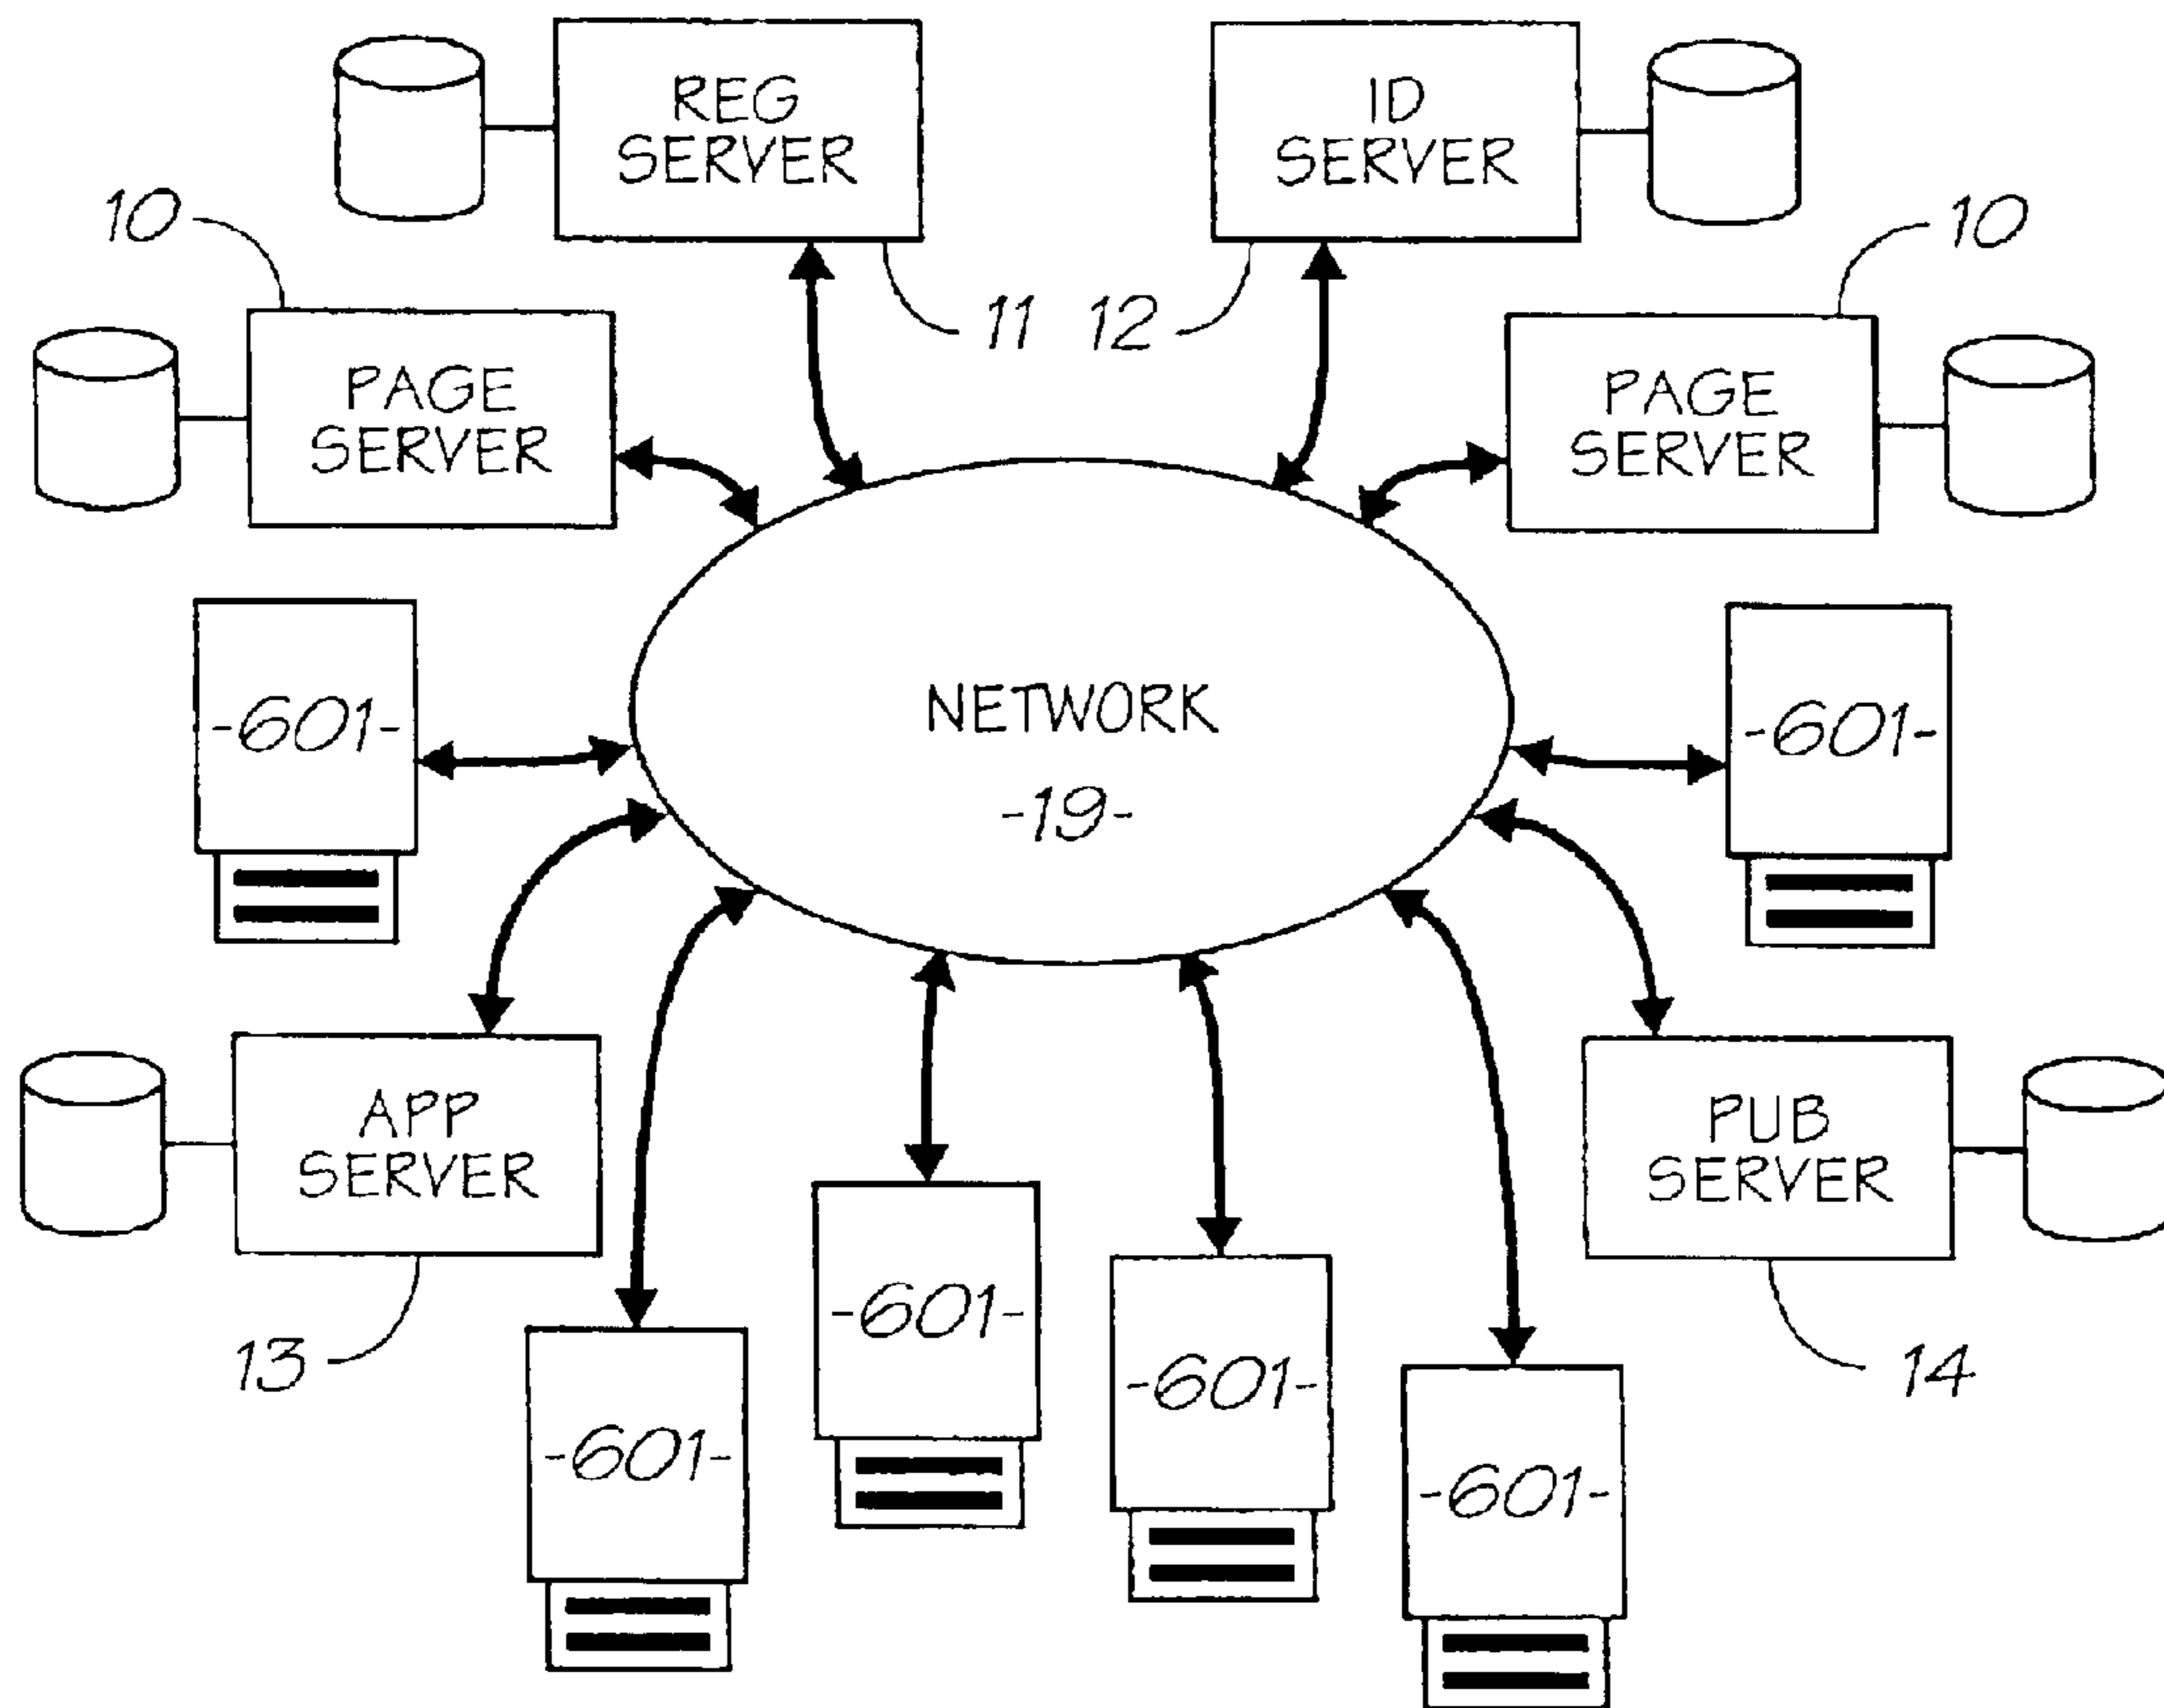 REG
SERVER
ID
SERVER
10
10
11
12
PAGE
SERVER
PAGE
SERVER
-601-
NETWORK
-19-
-601-
APP
SERVER
PUB
SERVER
13
-601-
-601-
-601-
-601-
14